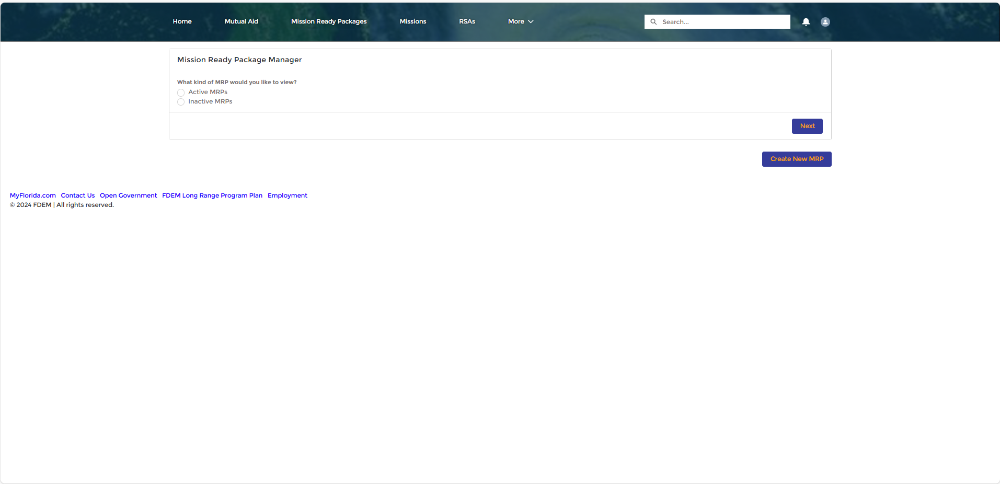 Home Mutual Aid Mission Ready Packages Missions RSAs More Search...
Mission Ready Package Manager
What kind of MRP would you like to view?
Active MRPs
Inactive MRPs
Next
Create New MRP
MyFlorida.com Contact Us Open Government FDEM Long Range Program Plan Employment
© 2024 FDEM | All rights reserved.